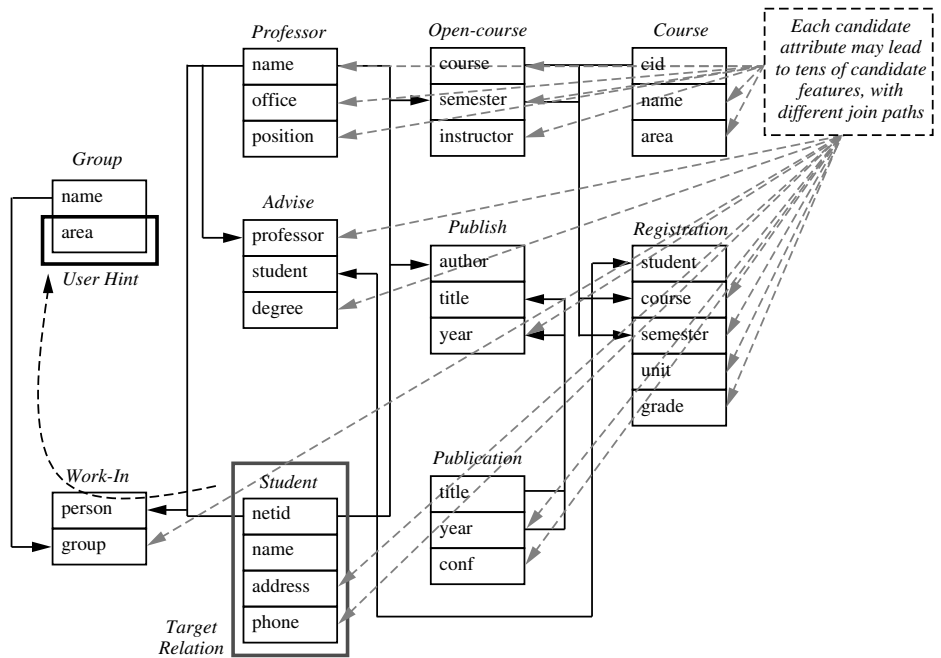 Professor
name
office
position
Open-course
course
semester
instructor
Course
cid
name
area
Each candidate
attribute may lead
to tens of candidate
features, with
different join paths
Group
name
area
User Hint
Advise
professor
student
degree
Publish
author
title
year
Registration
student
course
semester
unit
grade
Work-In
person
group
Student
netid
name
address
phone
Target
Relation
Publication
title
year
conf